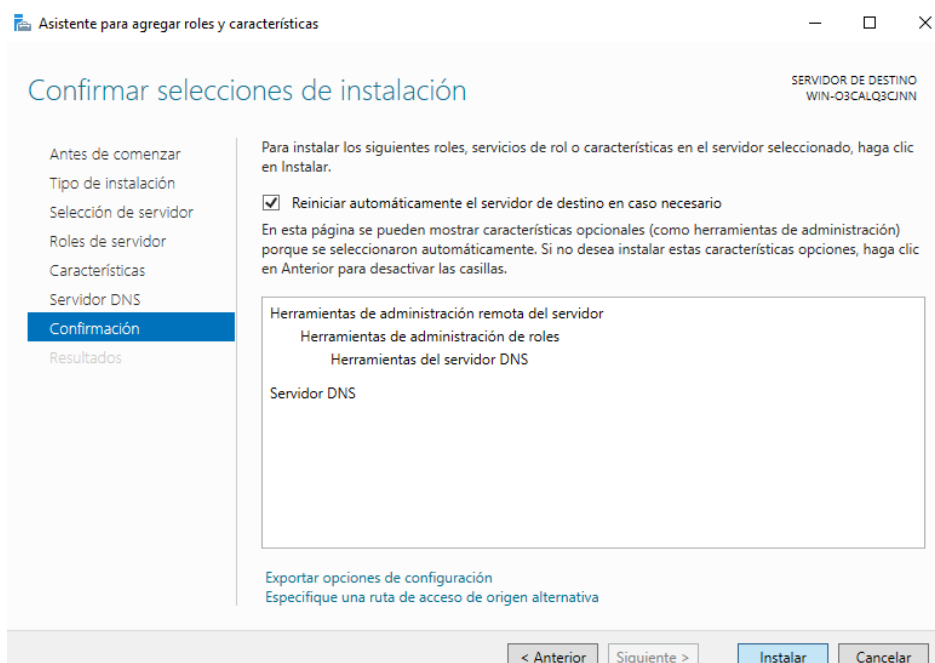 Asistente para agregar roles y características
Confirmar selecciones de instalación
SERVIDOR DE DESTINO
WIN-O3CALQ3CJNN
Antes de comenzar
Tipo de instalación
Selección de servidor
Roles de servidor
Características
Servidor DNS
Confirmación
Resultados
Para instalar los siguientes roles, servicios de rol o características en el servidor seleccionado, haga clic
en Instalar.
Reiniciar automáticamente el servidor de destino en caso necesario
En esta página se pueden mostrar características opcionales (como herramientas de administración)
porque se seleccionaron automáticamente. Si no desea instalar estas características opciones, haga clic
en Anterior para desactivar las casillas.
Herramientas de administración remota del servidor
Herramientas de administración de roles
Herramientas del servidor DNS
Servidor DNS
Exportar opciones de configuración
Especifique una ruta de acceso de origen alternativa
< Anterior Siguiente > Instalar Cancelar